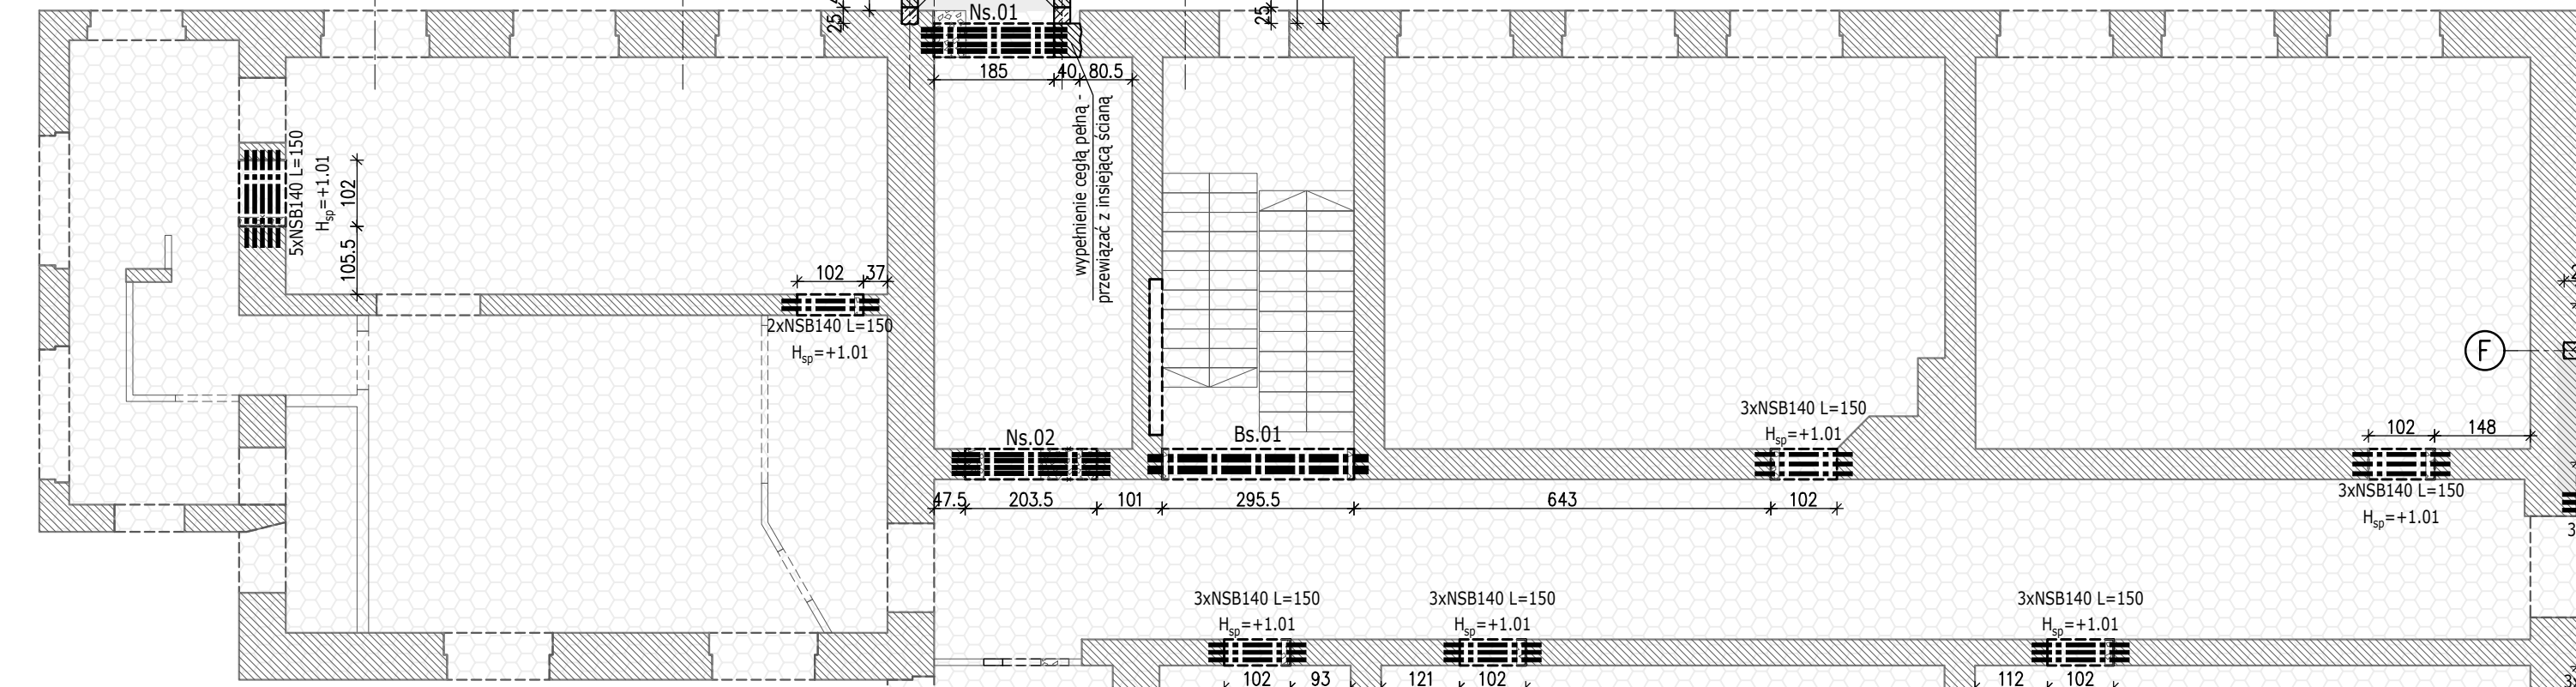 25
Ns.01
25
185
40
80.5
wypełnienie cegłą pełną -
przewiązać z insiejącą ścianą
5xNSB140 L=150
Hsp=+1.01
102
105.5
102
37
2xNSB140 L=150
Hsp=+1.01
F
3xNSB140 L=150
Hsp=+1.01
102
148
Ns.02
Bs.01
3xNSB140 L=150
Hsp=+1.01
47.5
203.5
101
295.5
643
102
3xNSB140 L=150
Hsp=+1.01
3xNSB140 L=150
Hsp=+1.01
3xNSB140 L=150
Hsp=+1.01
102
93
121
102
112
102